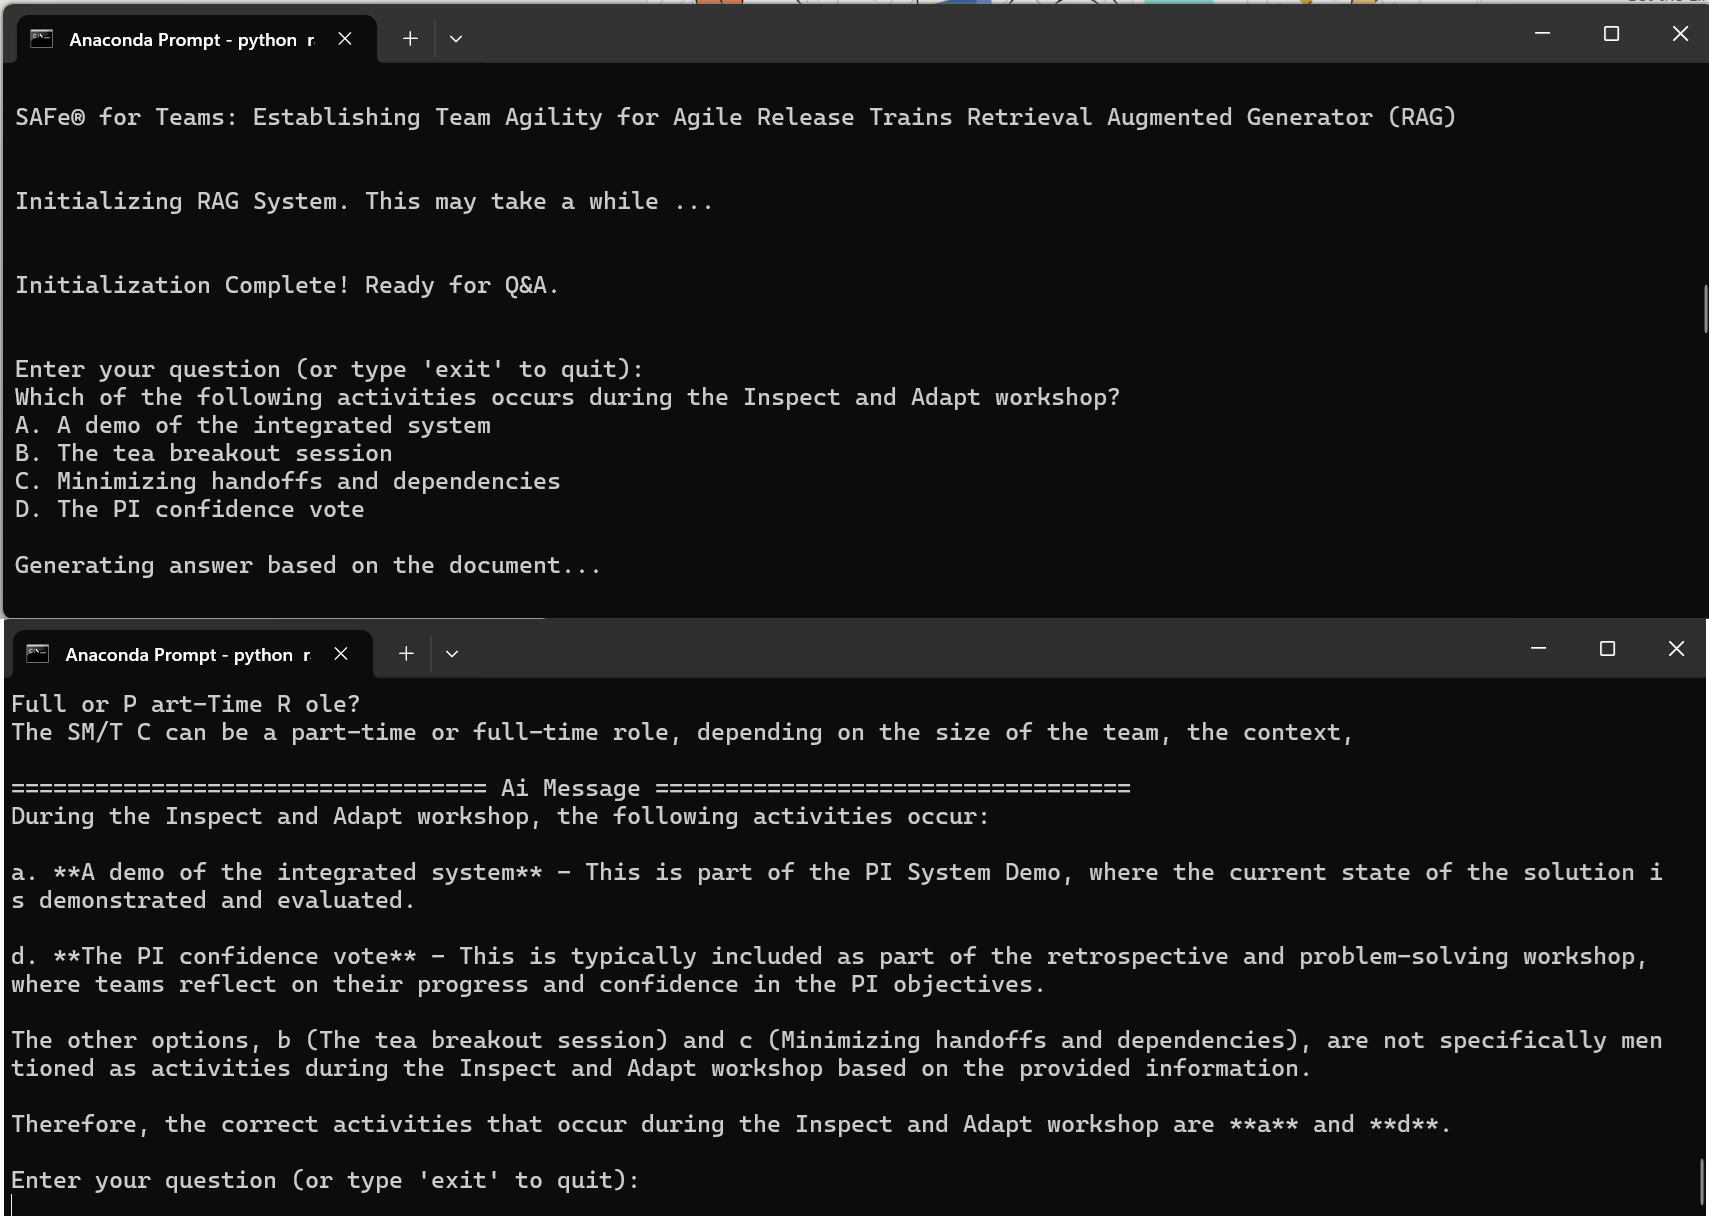 Anaconda Prompt - python r
SAFe® for Teams: Establishing Team Agility for Agile Release Trains Retrieval Augmented Generator (RAG)
Initializing RAG System. This may take a while ...
Initialization Complete! Ready for Q&A.
Enter your question (or type 'exit' to quit):
Which of the following activities occurs during the Inspect and Adapt workshop?
A. A demo of the integrated system
B. The tea breakout session
C. Minimizing handoffs and dependencies
D. The PI confidence vote
Generating answer based on the document...
Anaconda Prompt - python r
Full or P art-Time R ole?
The SM/T C can be a part-time or full-time role, depending on the size of the team, the context,
================================== Ai Message ==================================
During the Inspect and Adapt workshop, the following activities occur:
a. **A demo of the integrated system** - This is part of the PI System Demo, where the current state of the solution i
s demonstrated and evaluated.
d. **The PI confidence vote** - This is typically included as part of the retrospective and problem-solving workshop,
where teams reflect on their progress and confidence in the PI objectives.
The other options, b (The tea breakout session) and c (Minimizing handoffs and dependencies), are not specifically men
tioned as activities during the Inspect and Adapt workshop based on the provided information.
Therefore, the correct activities that occur during the Inspect and Adapt workshop are **a** and **d**.
Enter your question (or type 'exit' to quit):